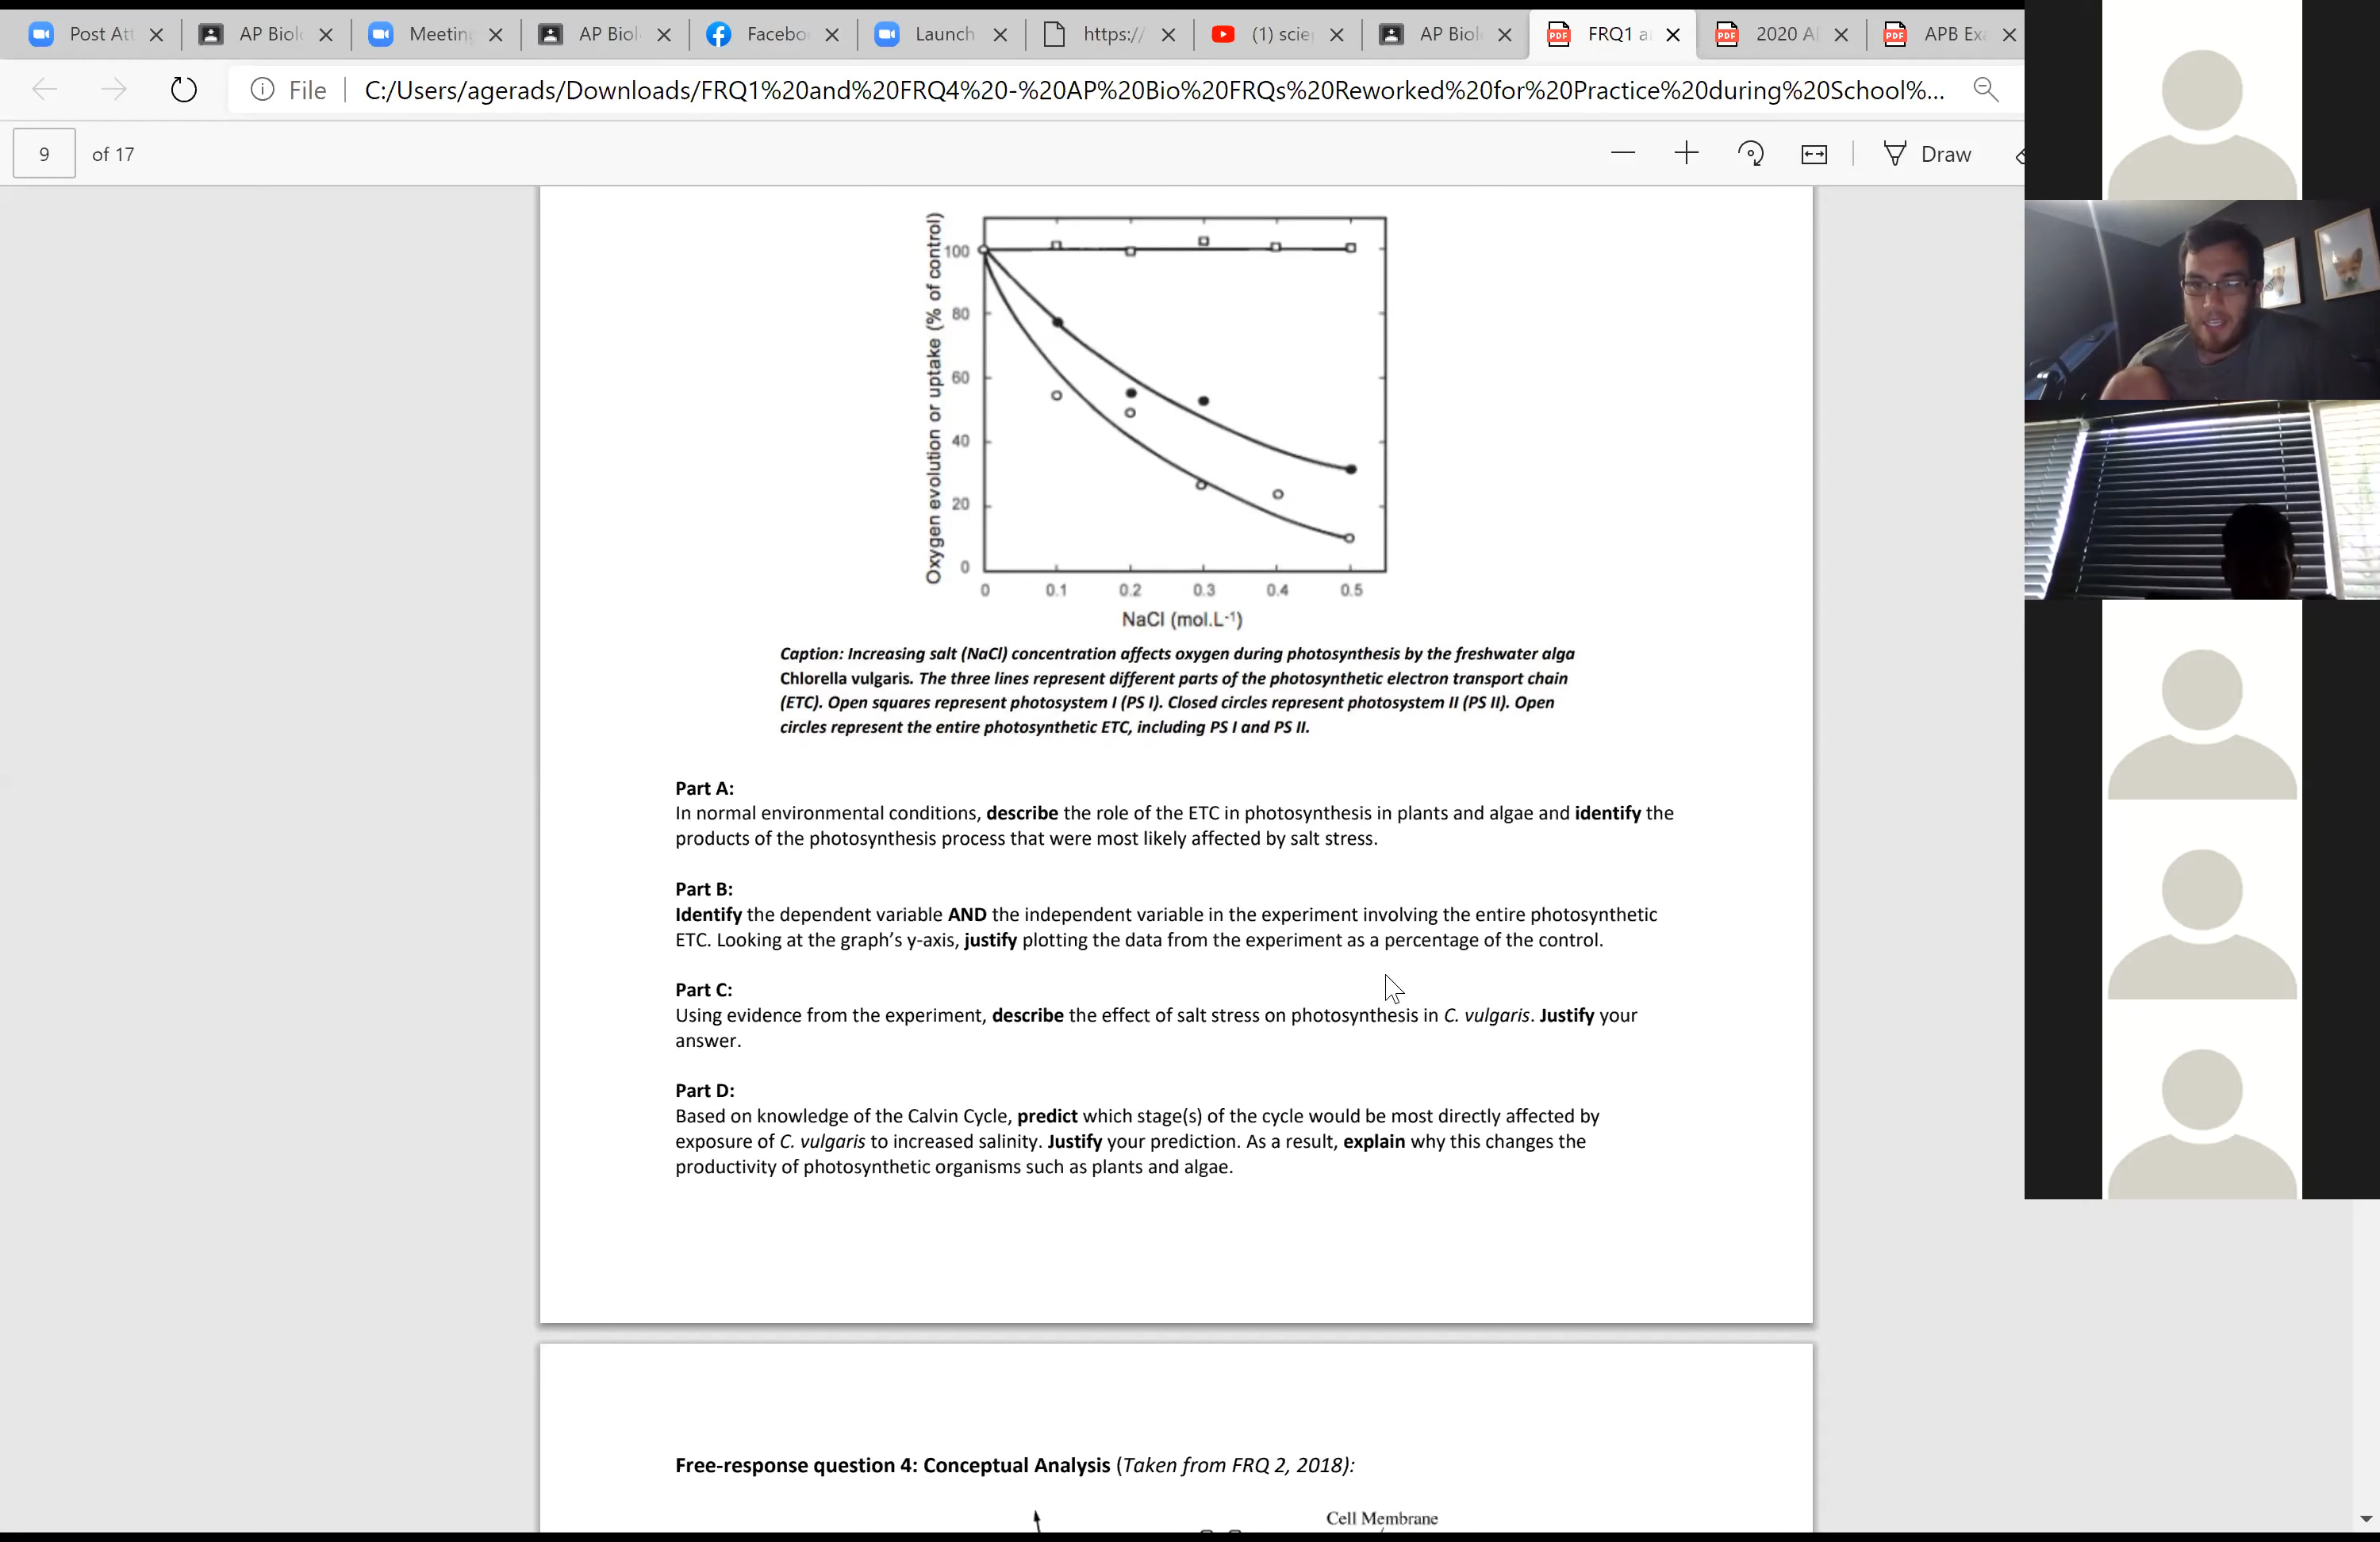 Post Att
AP Biolo
Meetin
AP Biol
Facebo
Launch
https://
(1) scie
AP Biol
FRQ1 a
2020 A
APB Ex
File
C:/Users/agerads/Downloads/FRQ1%20and%20FRQ4%20-%20AP%20Bio%20FRQs%20Reworked%20for%20Practice%20during%20School%...
9
of 17
Draw
PDF
PDF
PDF
Oxygen evolution or uptake (% of control)
100
80
60
40
20
0
0 0.1 0.2 0.3 0.4 0.5
NaCl (mol.L⁻¹)
Caption: Increasing salt (NaCl) concentration affects oxygen during photosynthesis by the freshwater alga
Chlorella vulgaris. The three lines represent different parts of the photosynthetic electron transport chain
(ETC). Open squares represent photosystem I (PS I). Closed circles represent photosystem II (PS II). Open
circles represent the entire photosynthetic ETC, including PS I and PS II.
Part A:
In normal environmental conditions, describe the role of the ETC in photosynthesis in plants and algae and identify the
products of the photosynthesis process that were most likely affected by salt stress.
Part B:
Identify the dependent variable AND the independent variable in the experiment involving the entire photosynthetic
ETC. Looking at the graph's y-axis, justify plotting the data from the experiment as a percentage of the control.
Part C:
Using evidence from the experiment, describe the effect of salt stress on photosynthesis in C. vulgaris. Justify your
answer.
Part D:
Based on knowledge of the Calvin Cycle, predict which stage(s) of the cycle would be most directly affected by
exposure of C. vulgaris to increased salinity. Justify your prediction. As a result, explain why this changes the
productivity of photosynthetic organisms such as plants and algae.
Free-response question 4: Conceptual Analysis (Taken from FRQ 2, 2018):
Cell Membrane